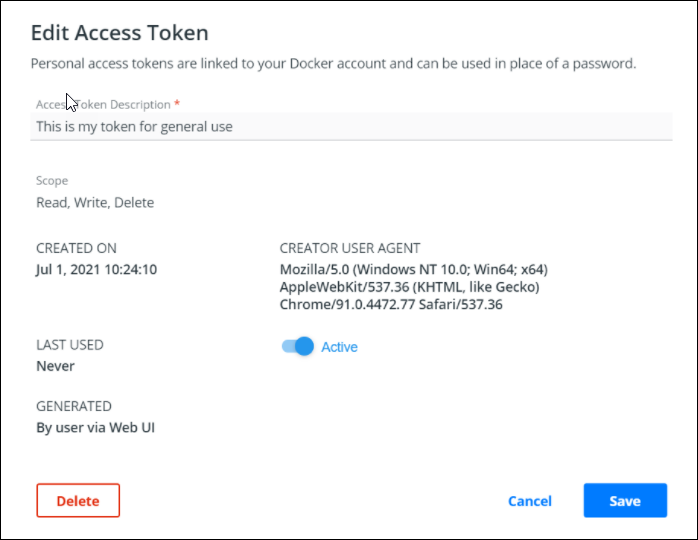 Edit Access Token
Personal access tokens are linked to your Docker account and can be used in place of a password.
Access Token Description *
This is my token for general use
Scope
Read, Write, Delete
CREATED ON
Jul 1, 2021 10:24:10
CREATOR USER AGENT
Mozilla/5.0 (Windows NT 10.0; Win64; x64)
AppleWebKit/537.36 (KHTML, like Gecko)
Chrome/91.0.4472.77 Safari/537.36
LAST USED
Never
Active
GENERATED
By user via Web UI
Delete
Cancel
Save